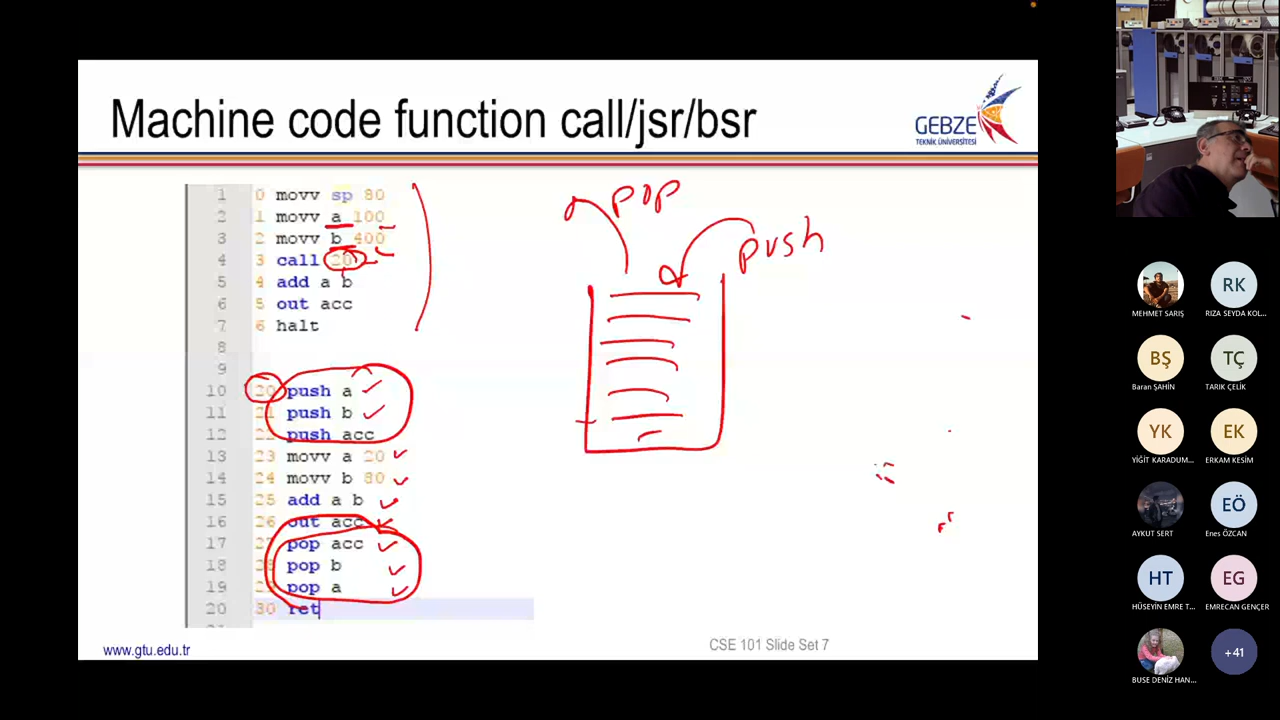 Machine code function call/jsr/bsr
GEBZE
TEKNİK ÜNİVERSİTESİ
1 0 movv sp 80
2 1 movv a 100
3 2 movv b 400
4 3 call 20
5 4 add a b
6 5 out acc
7 6 halt
8
9
10 20 push a
11 21 push b
12 22 push acc
13 23 movv a 20
14 24 movv b 80
15 25 add a b
16 26 out acc
17 27 pop acc
18 28 pop b
19 29 pop a
20 30 ret
pop
push
www.gtu.edu.tr
CSE 101 Slide Set 7
MEHMET SARIŞ
RK
RIZA SEYDA KOL...
BŞ
Baran ŞAHİN
TÇ
TARIK ÇELİK
YK
YİĞİT KARADUM...
EK
ERKAM KESİM
AYKUT SERT
EÖ
Enes ÖZCAN
HT
HÜSEYİN EMRE T...
EG
EMRECAN GENÇER
BUSE DENİZ HAN...
+41